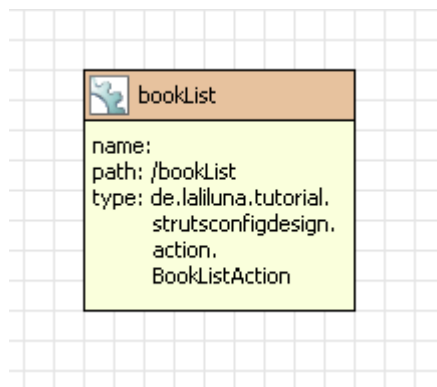 bookList
name:
path: /bookList
type: de.laliluna.tutorial.
strutsconfigdesign.
action.
BookListAction